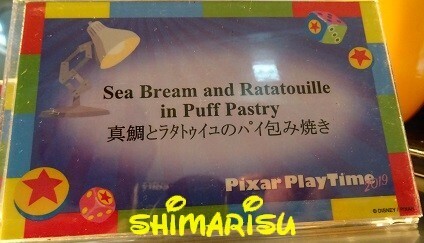 Sea Bream and Ratatouille
in Puff Pastry
真鯛とラタトゥイユのパイ包み焼き
Pixar PlayTime 2019
© DISNEY / PIXAR
SHIMARISU